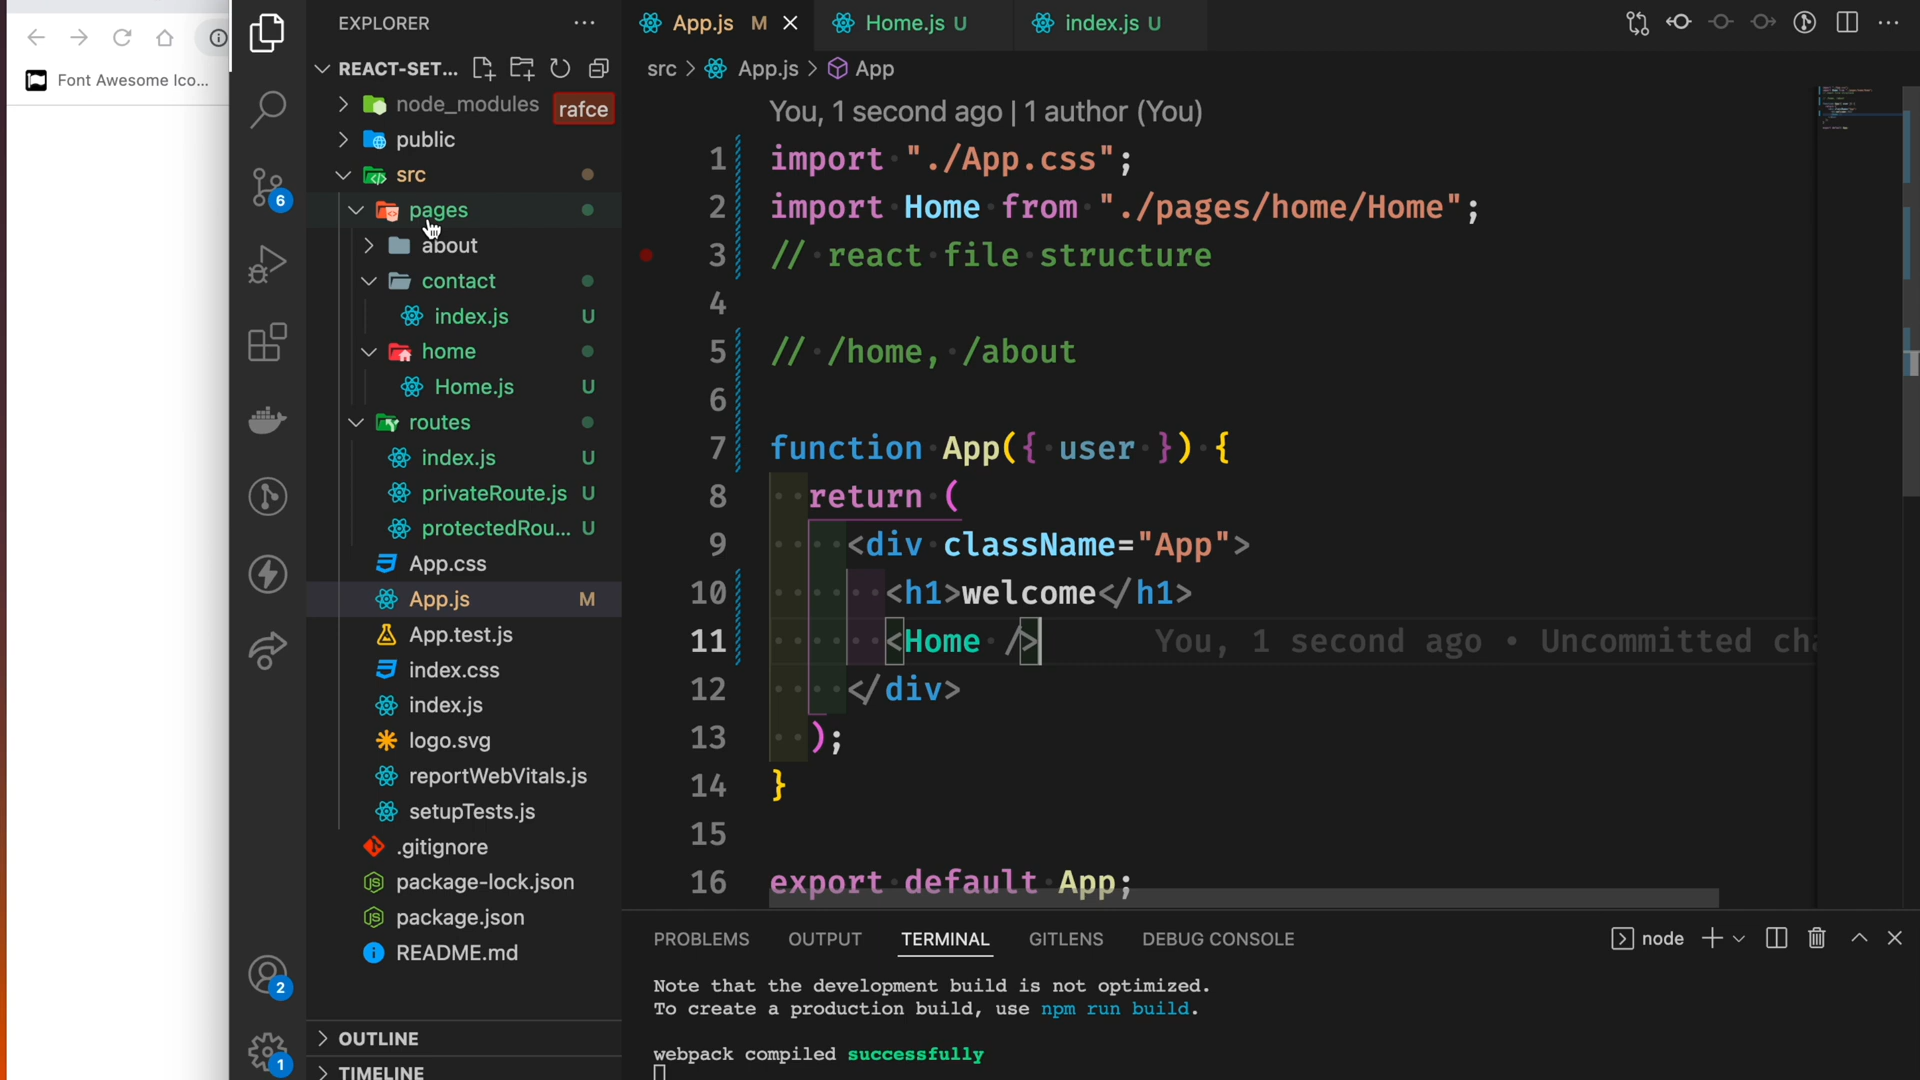 Font Awesome Ico...
EXPLORER
REACT-SET...
node_modules
rafce
public
src
pages
about
contact
index.js U
home
Home.js U
routes
index.js U
privateRoute.js U
protectedRou... U
App.css
App.js M
App.test.js
index.css
index.js
logo.svg
reportWebVitals.js
setupTests.js
.gitignore
package-lock.json
package.json
README.md
OUTLINE
TIMELINE
6
2
1
App.js M
Home.js U
index.js U
src > App.js > App
You, 1 second ago | 1 author (You)
1 import "./App.css";
2 import Home from "./pages/home/Home";
3 // react file structure
4
5 // /home, /about
6
7 function App({ user }) {
8 return (
9 <div className="App">
10 <h1>welcome</h1>
11 <Home /> You, 1 second ago • Uncommitted cha
12 </div>
13 );
14 }
15
16 export default App;
PROBLEMS OUTPUT TERMINAL GITLENS DEBUG CONSOLE
node
Note that the development build is not optimized.
To create a production build, use npm run build.
webpack compiled successfully